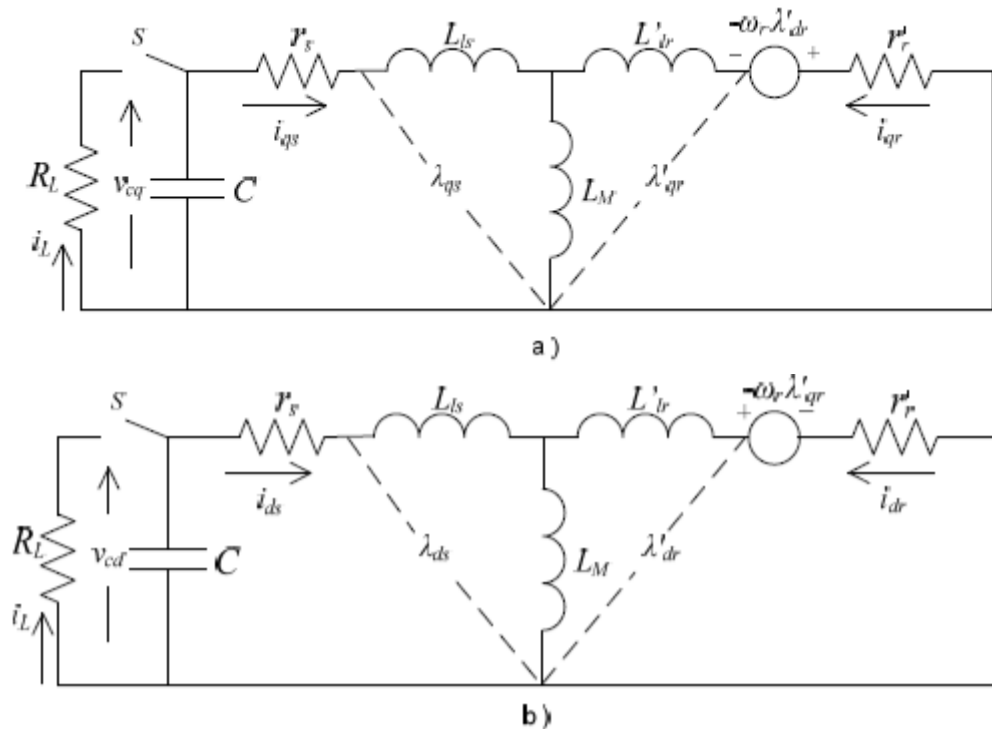 S
r_s
L_ls
L'_lr
-ω_r λ'_dr
r'_r
− +
i_qs
i_qr
R_L
v_cq
C
λ_qs
L_M
λ'_qr
i_L
a)
S
r_s
L_ls
L'_lr
-ω_r λ'_qr
r'_r
+ −
i_ds
i_dr
R_L
v_cd
C
λ_ds
L_M
λ'_dr
i_L
b)